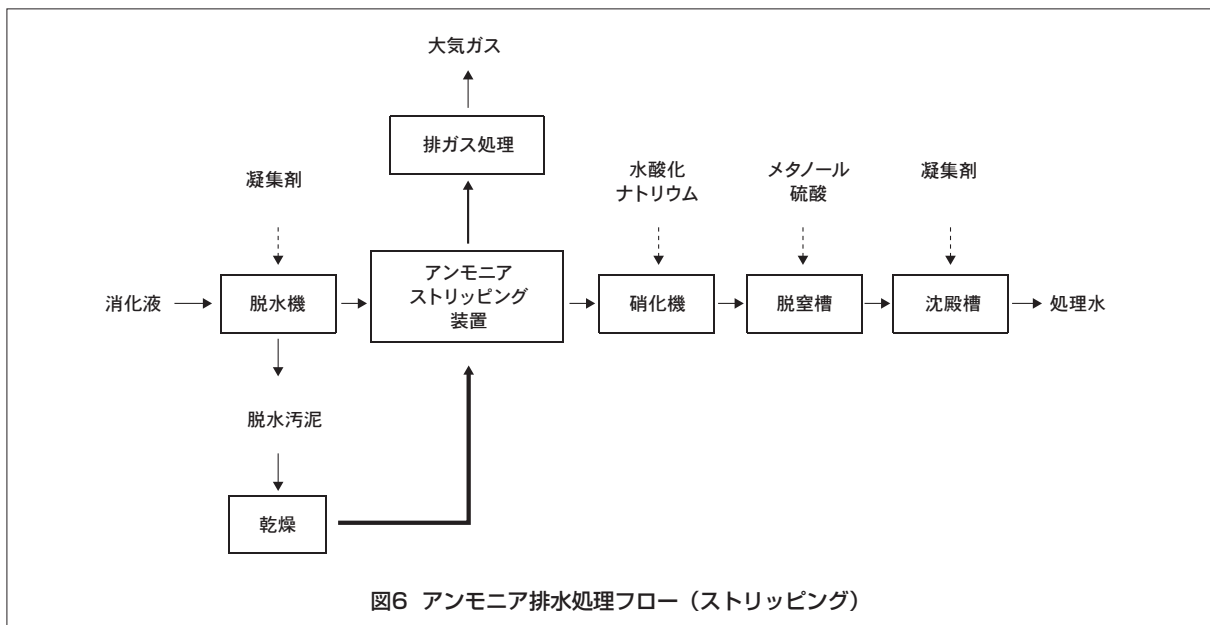 大気ガス
排ガス処理
凝集剤
水酸化
ナトリウム
メタノール
硫酸
凝集剤
消化液
脱水機
アンモニア
ストリッピング
装置
硝化機
脱窒槽
沈殿槽
処理水
脱水汚泥
乾燥
図6 アンモニア排水処理フロー（ストリッピング）